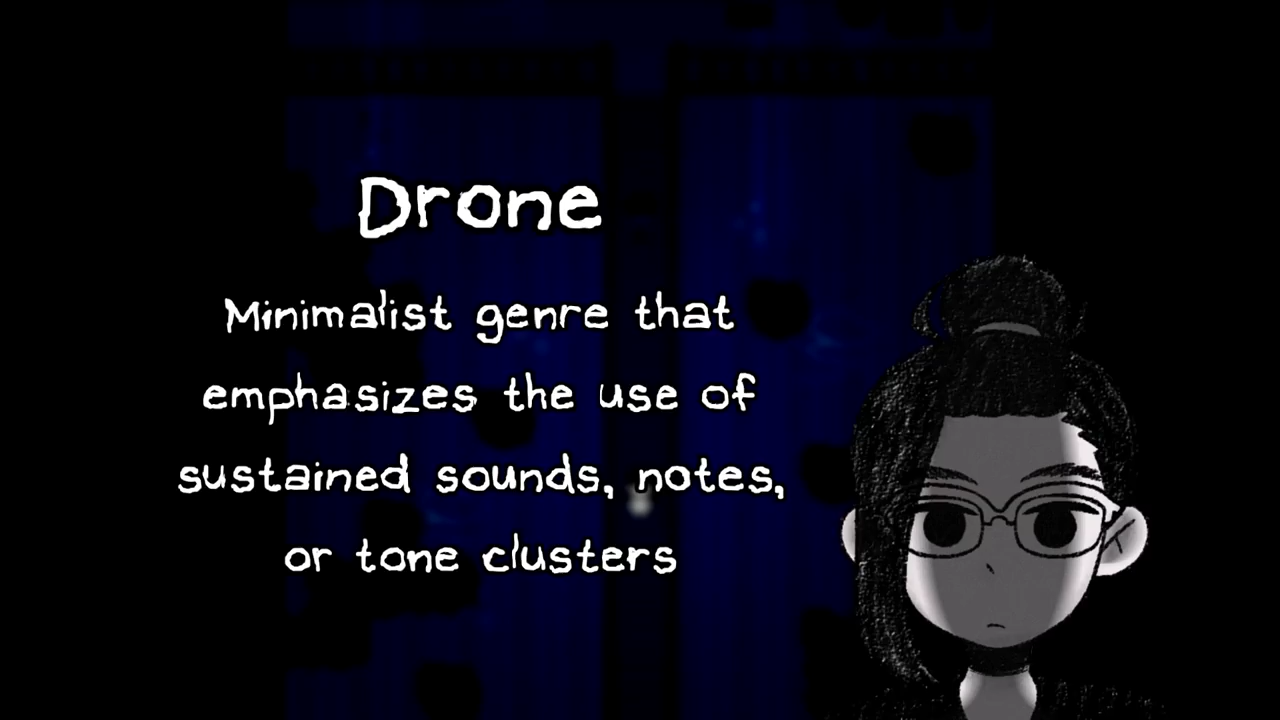 Drone
Minimalist genre that
emphasizes the use of
sustained sounds, notes,
or tone clusters